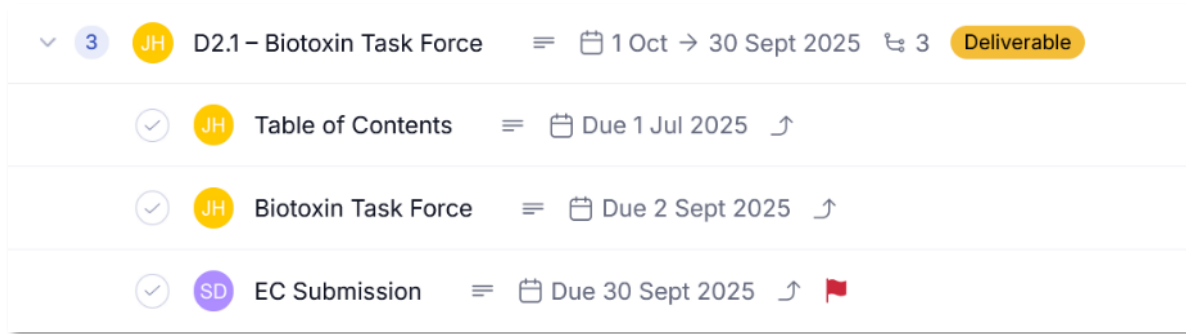 3 JH D2.1 – Biotoxin Task Force 1 Oct → 30 Sept 2025 3 Deliverable
JH Table of Contents Due 1 Jul 2025
JH Biotoxin Task Force Due 2 Sept 2025
SD EC Submission Due 30 Sept 2025